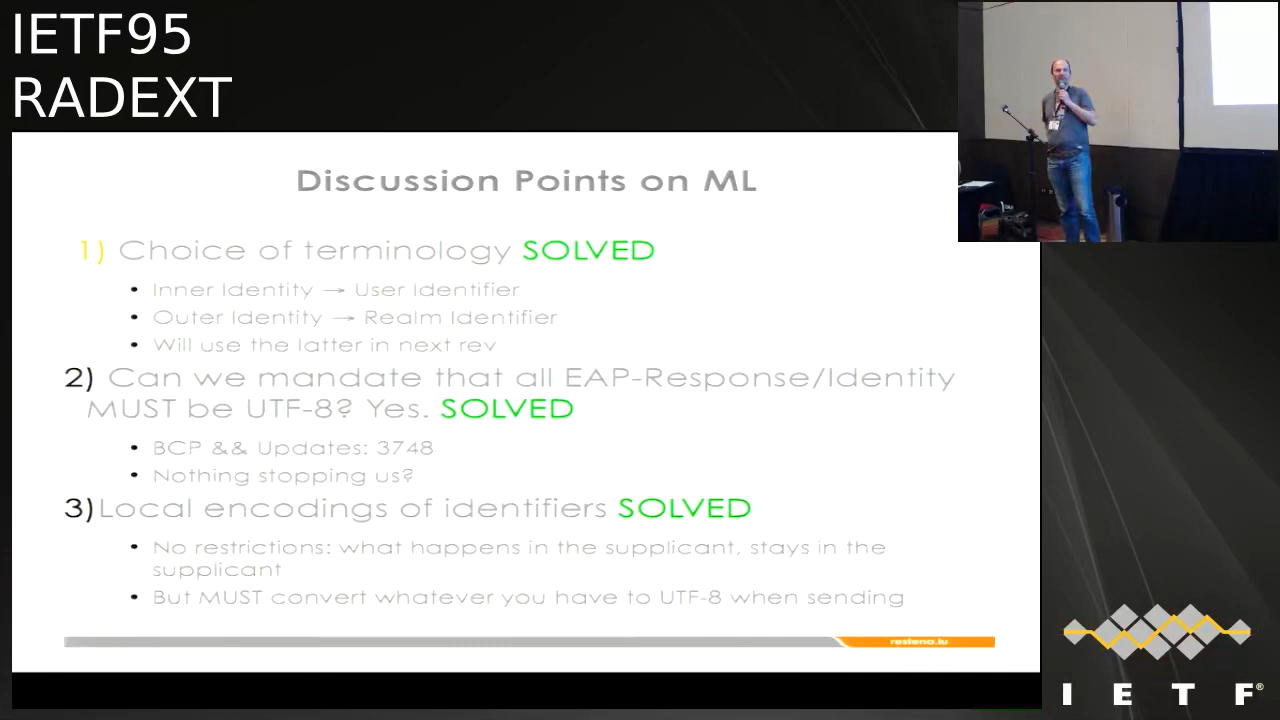 IETF95
RADEXT
Discussion Points on ML
1) Choice of terminology SOLVED
• Inner Identity → User Identifier
• Outer Identity → Realm Identifier
• Will use the latter in next rev
2) Can we mandate that all EAP-Response/Identity
MUST be UTF-8? Yes. SOLVED
• BCP && Updates: 3748
• Nothing stopping us?
3)Local encodings of identifiers SOLVED
• No restrictions: what happens in the supplicant, stays in the
supplicant
• But MUST convert whatever you have to UTF-8 when sending
restena.lu
I E T F®